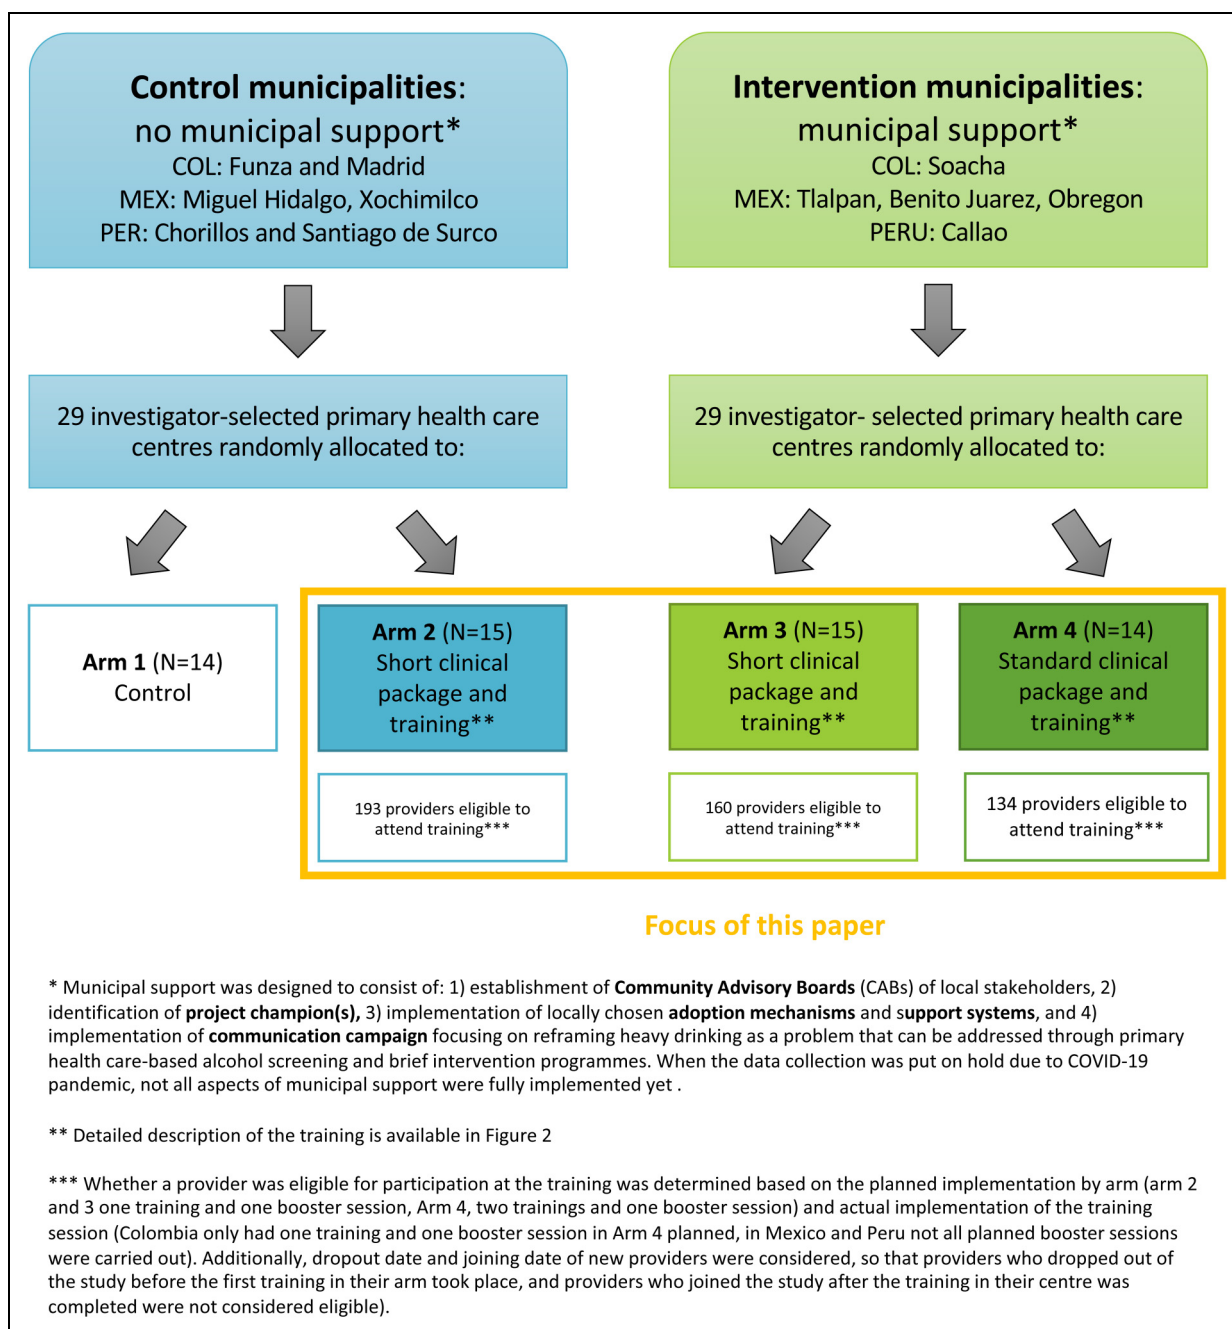 Control municipalities:
no municipal support*
COL: Funza and Madrid
MEX: Miguel Hidalgo, Xochimilco
PER: Chorillos and Santiago de Surco
Intervention municipalities:
municipal support*
COL: Soacha
MEX: Tlalpan, Benito Juarez, Obregon
PERU: Callao
29 investigator-selected primary health care
centres randomly allocated to:
29 investigator- selected primary health care
centres randomly allocated to:
Arm 1 (N=14)
Control
Arm 2 (N=15)
Short clinical
package and
training**
Arm 3 (N=15)
Short clinical
package and
training**
Arm 4 (N=14)
Standard clinical
package and
training**
193 providers eligible to
attend training***
160 providers eligible to
attend training***
134 providers eligible to
attend training***
Focus of this paper
* Municipal support was designed to consist of: 1) establishment of Community Advisory Boards (CABs) of local stakeholders, 2)
identification of project champion(s), 3) implementation of locally chosen adoption mechanisms and support systems, and 4)
implementation of communication campaign focusing on reframing heavy drinking as a problem that can be addressed through primary
health care-based alcohol screening and brief intervention programmes. When the data collection was put on hold due to COVID-19
pandemic, not all aspects of municipal support were fully implemented yet .
** Detailed description of the training is available in Figure 2
*** Whether a provider was eligible for participation at the training was determined based on the planned implementation by arm (arm 2
and 3 one training and one booster session, Arm 4, two trainings and one booster session) and actual implementation of the training
session (Colombia only had one training and one booster session in Arm 4 planned, in Mexico and Peru not all planned booster sessions
were carried out). Additionally, dropout date and joining date of new providers were considered, so that providers who dropped out of
the study before the first training in their arm took place, and providers who joined the study after the training in their centre was
completed were not considered eligible).